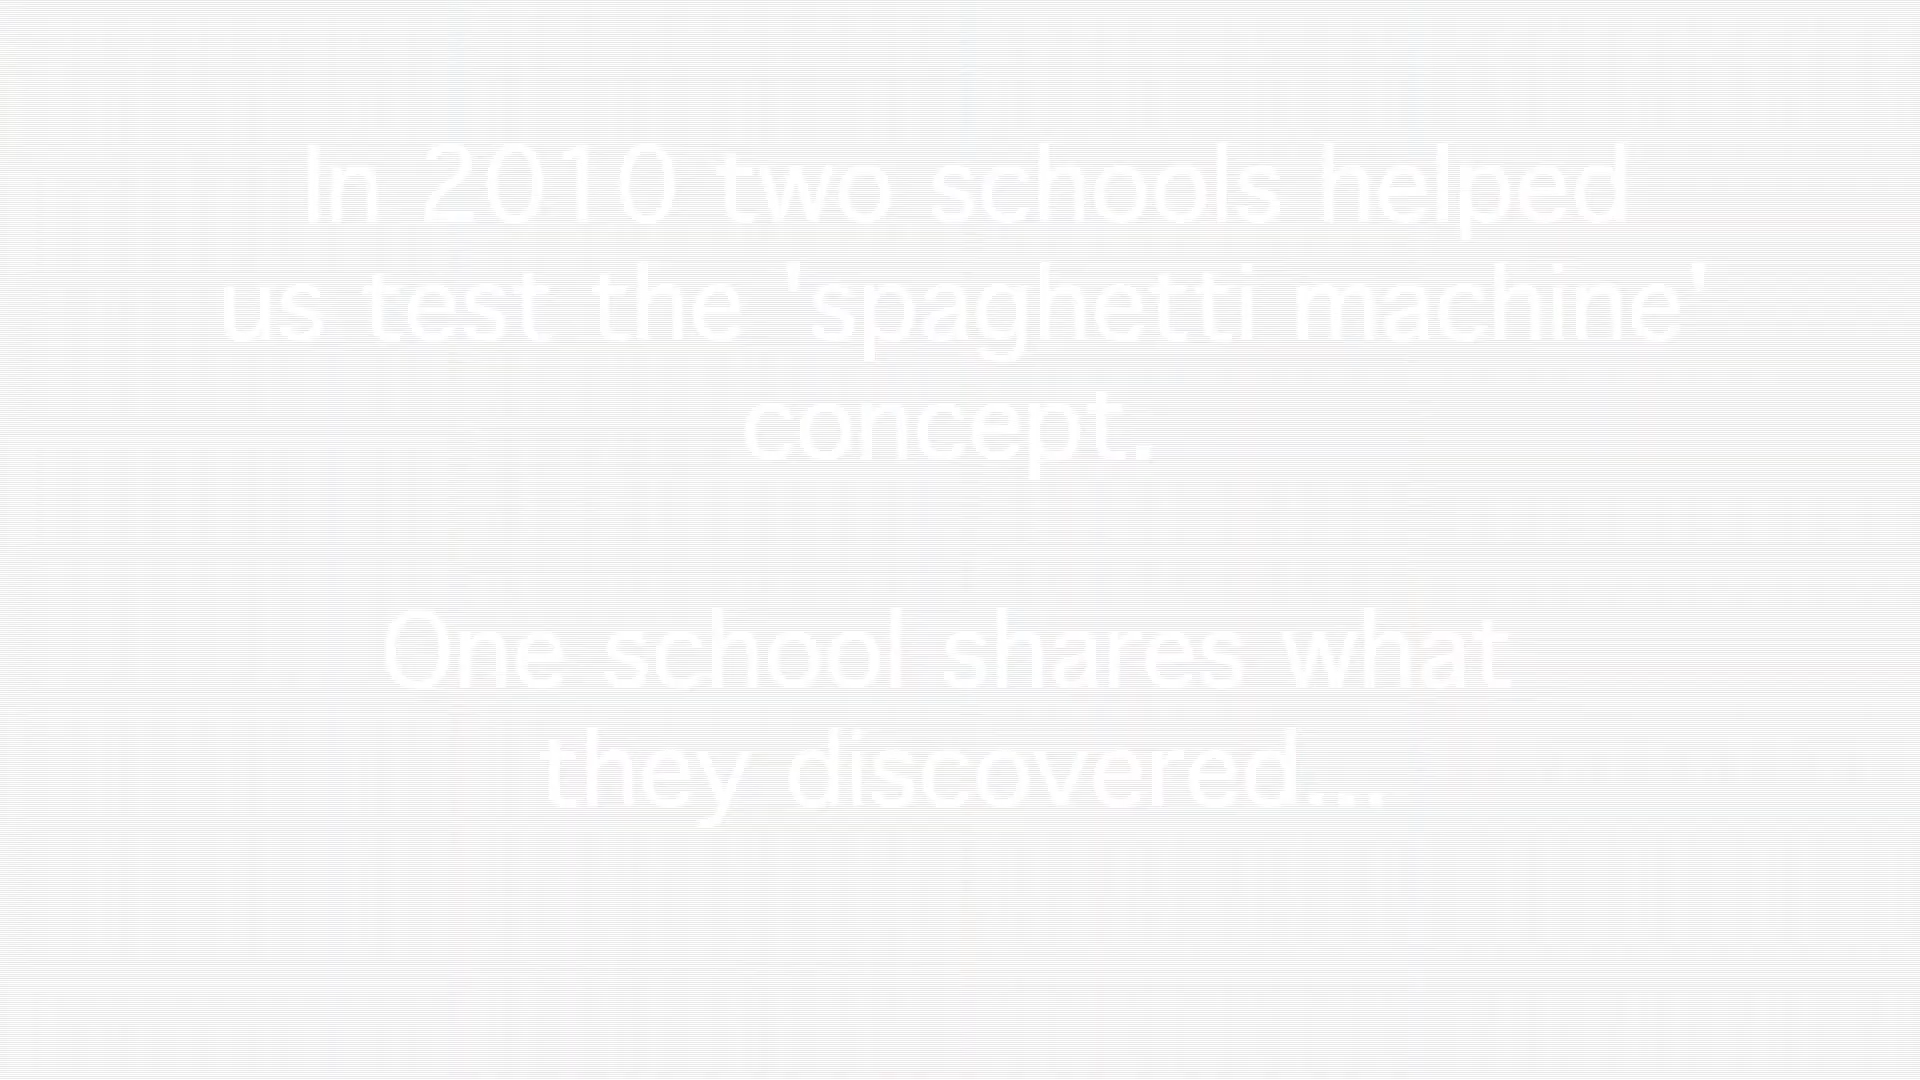 In 2010 two schools helped
us test the 'spaghetti machine'
concept.
One school shares what
they discovered...